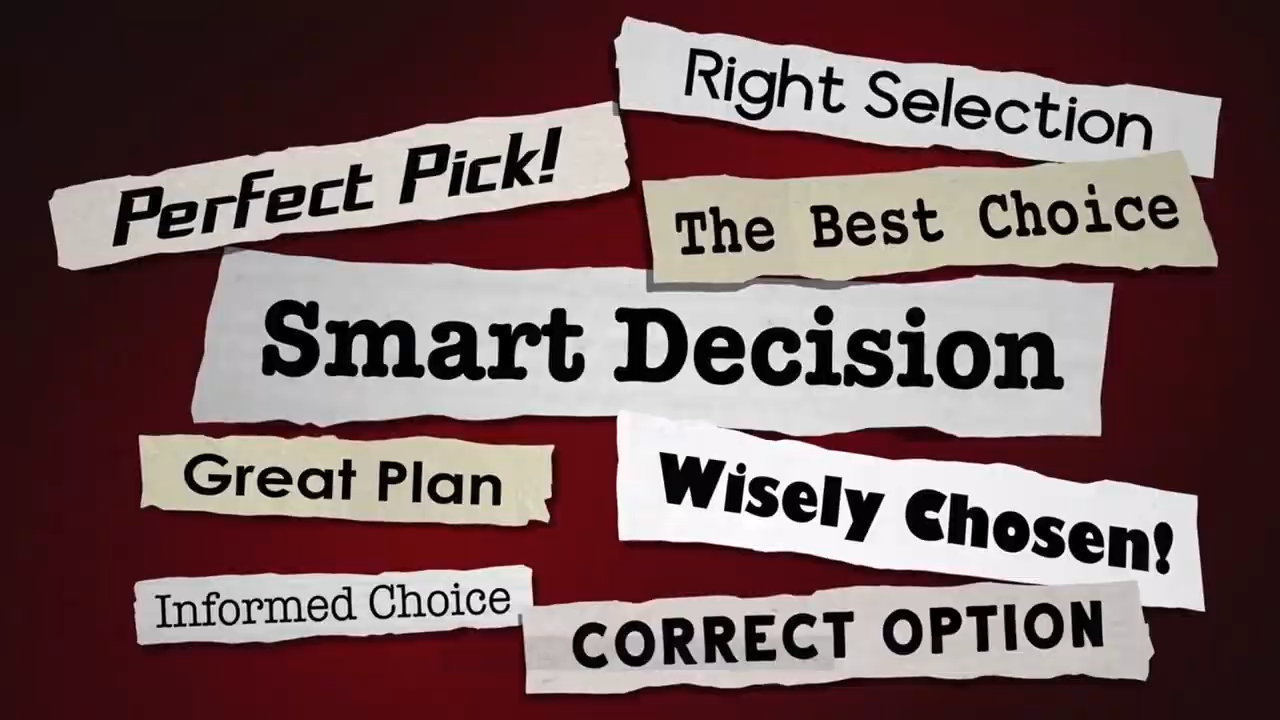 Right Selection
Perfect Pick!
The Best Choice
Smart Decision
Great Plan
Wisely Chosen!
Informed Choice
CORRECT OPTION